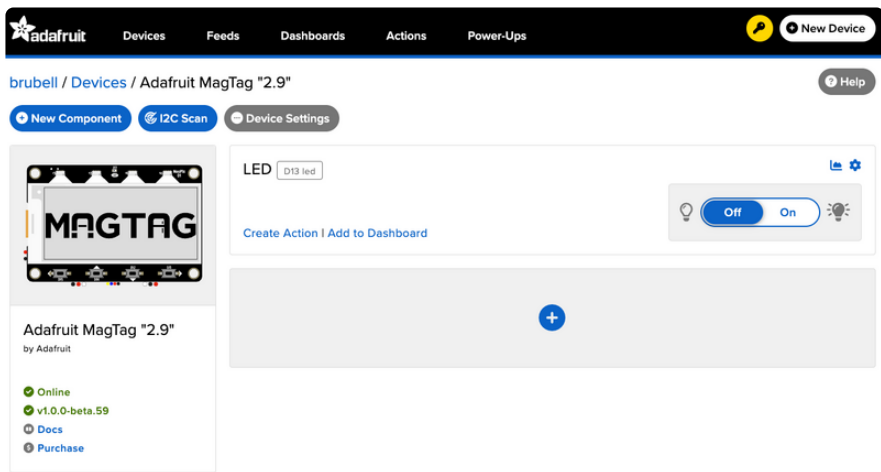 adafruit Devices Feeds Dashboards Actions Power-Ups New Device
brubell / Devices / Adafruit MagTag "2.9" Help
New Component I2C Scan Device Settings
LED D13 led
MAGTAG
Off On
Create Action | Add to Dashboard
Adafruit MagTag "2.9"
by Adafruit
Online
v1.0.0-beta.59
Docs
Purchase